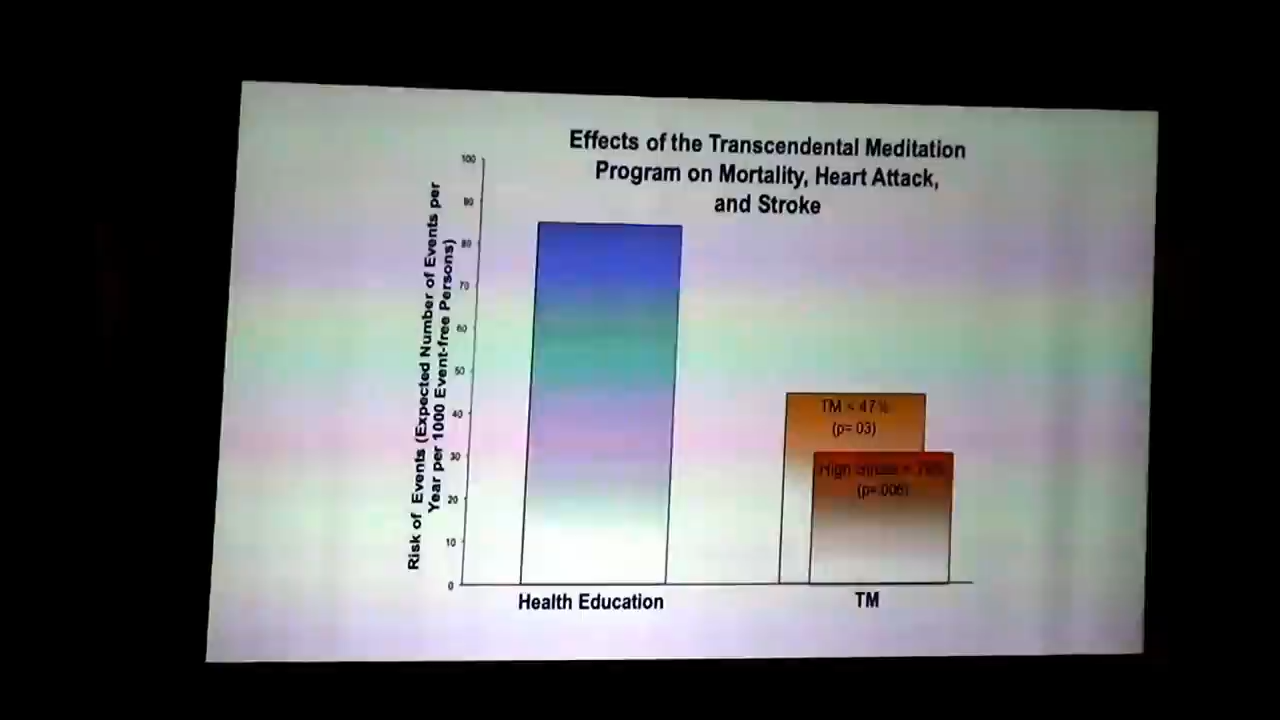 Effects of the Transcendental Meditation
Program on Mortality, Heart Attack,
and Stroke
Risk of Events (Expected Number of Events per
Year per 1000 Event-free Persons)
100
90
80
70
60
50
40
30
20
10
0
TM < 47%
(p= 03)
High
(p=.006)
Health Education
TM